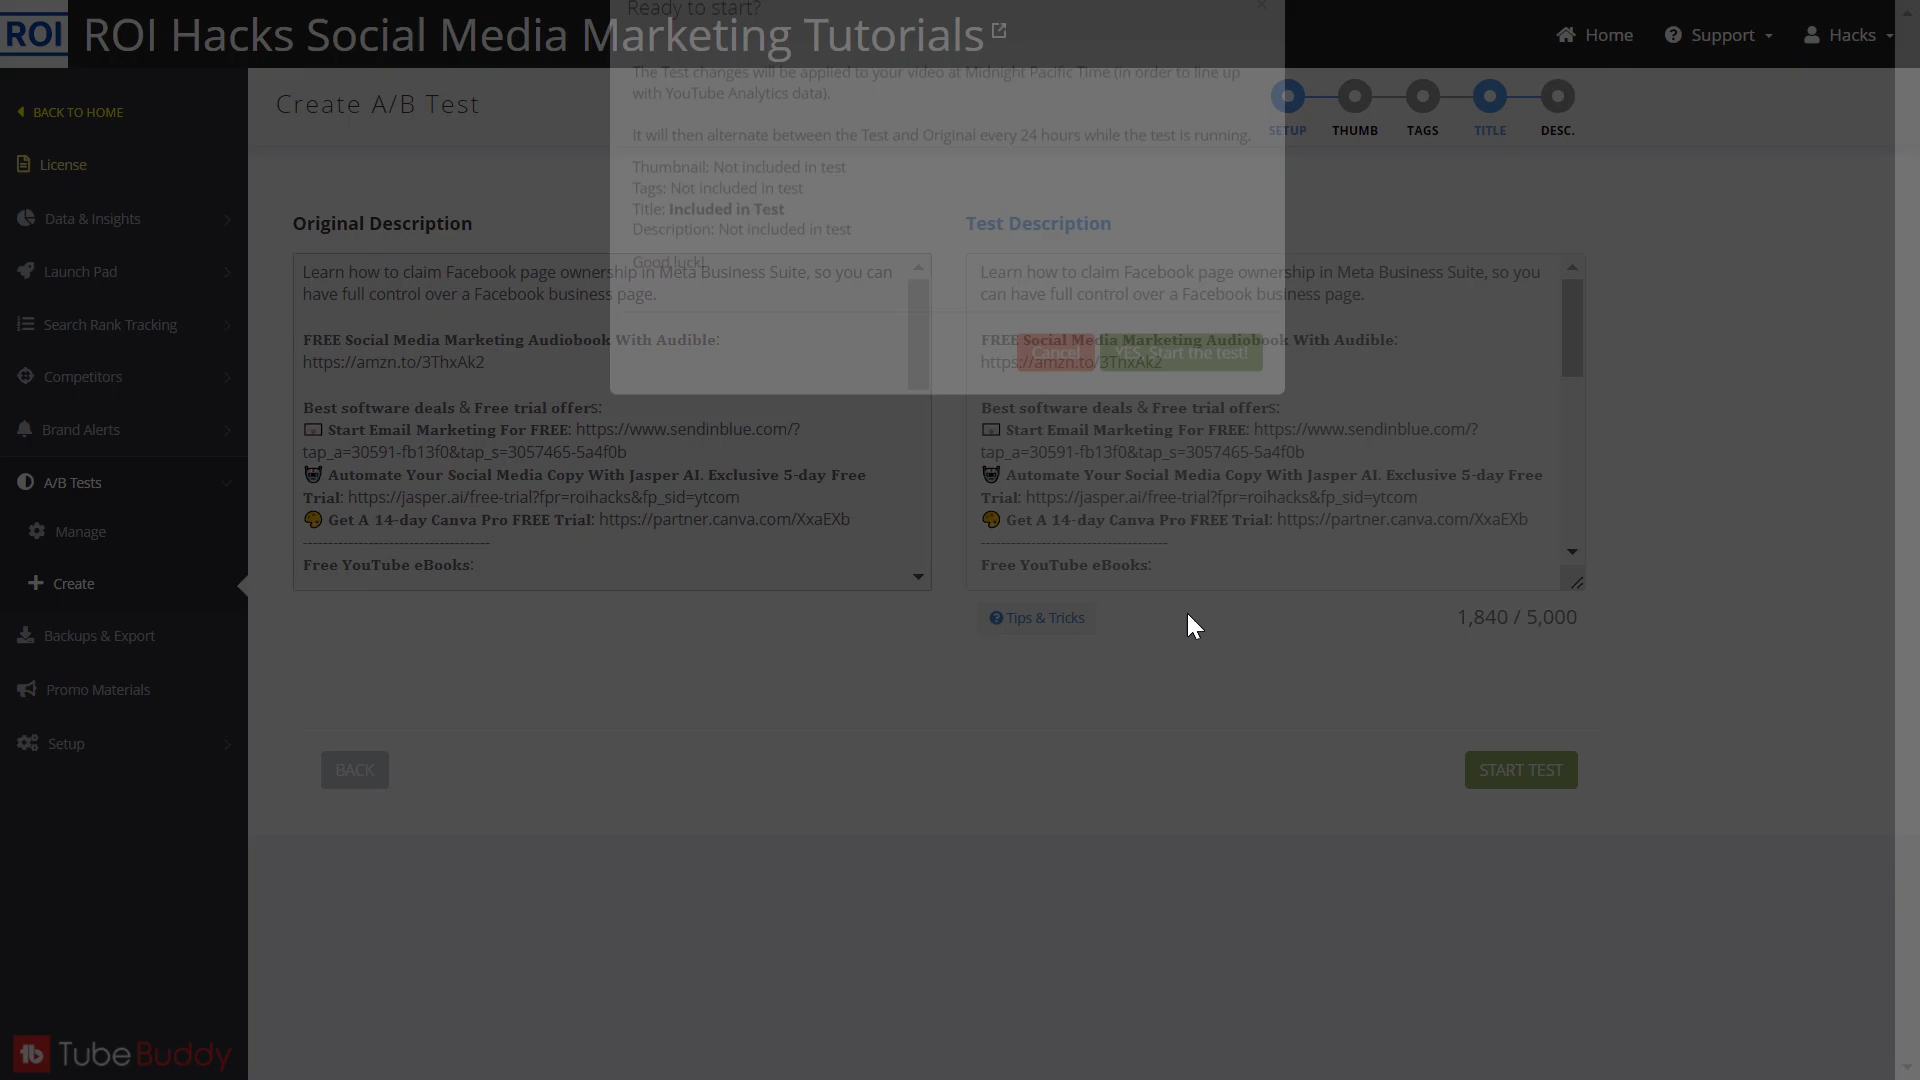 ROI
ROI Hacks Social Media Marketing Tutorials
Home
Support
Hacks
BACK TO HOME
License
Data & Insights
Launch Pad
Search Rank Tracking
Competitors
Brand Alerts
A/B Tests
Manage
Create
Backups & Export
Promo Materials
Setup
TubeBuddy
Create A/B Test
SETUP
THUMB
TAGS
TITLE
DESC.
Ready to start?
The Test changes will be applied to your video at Midnight Pacific Time (in order to line up
with YouTube Analytics data).
It will then alternate between the Test and Original every 24 hours while the test is running.
Thumbnail: Not included in test
Tags: Not included in test
Title: Included in Test
Description: Not included in test
Good luck!
Cancel
YES, Start the test!
Original Description
Learn how to claim Facebook page ownership in Meta Business Suite, so you can
have full control over a Facebook business page.
FREE Social Media Marketing Audiobook With Audible:
https://amzn.to/3ThxAk2
Best software deals & Free trial offers:
Start Email Marketing For FREE: https://www.sendinblue.com/?
tap_a=30591-fb13f0&tap_s=3057465-5a4f0b
Automate Your Social Media Copy With Jasper AI. Exclusive 5-day Free
Trial: https://jasper.ai/free-trial?fpr=roihacks&fp_sid=ytcom
Get A 14-day Canva Pro FREE Trial: https://partner.canva.com/XxaEXb
-------------------------------------
Free YouTube eBooks:
Test Description
Learn how to claim Facebook page ownership in Meta Business Suite, so you
can have full control over a Facebook business page.
FREE Social Media Marketing Audiobook With Audible:
https://amzn.to/3ThxAk2
Best software deals & Free trial offers:
Start Email Marketing For FREE: https://www.sendinblue.com/?
tap_a=30591-fb13f0&tap_s=3057465-5a4f0b
Automate Your Social Media Copy With Jasper AI. Exclusive 5-day Free
Trial: https://jasper.ai/free-trial?fpr=roihacks&fp_sid=ytcom
Get A 14-day Canva Pro FREE Trial: https://partner.canva.com/XxaEXb
-------------------------------------
Free YouTube eBooks:
Tips & Tricks
1,840 / 5,000
BACK
START TEST